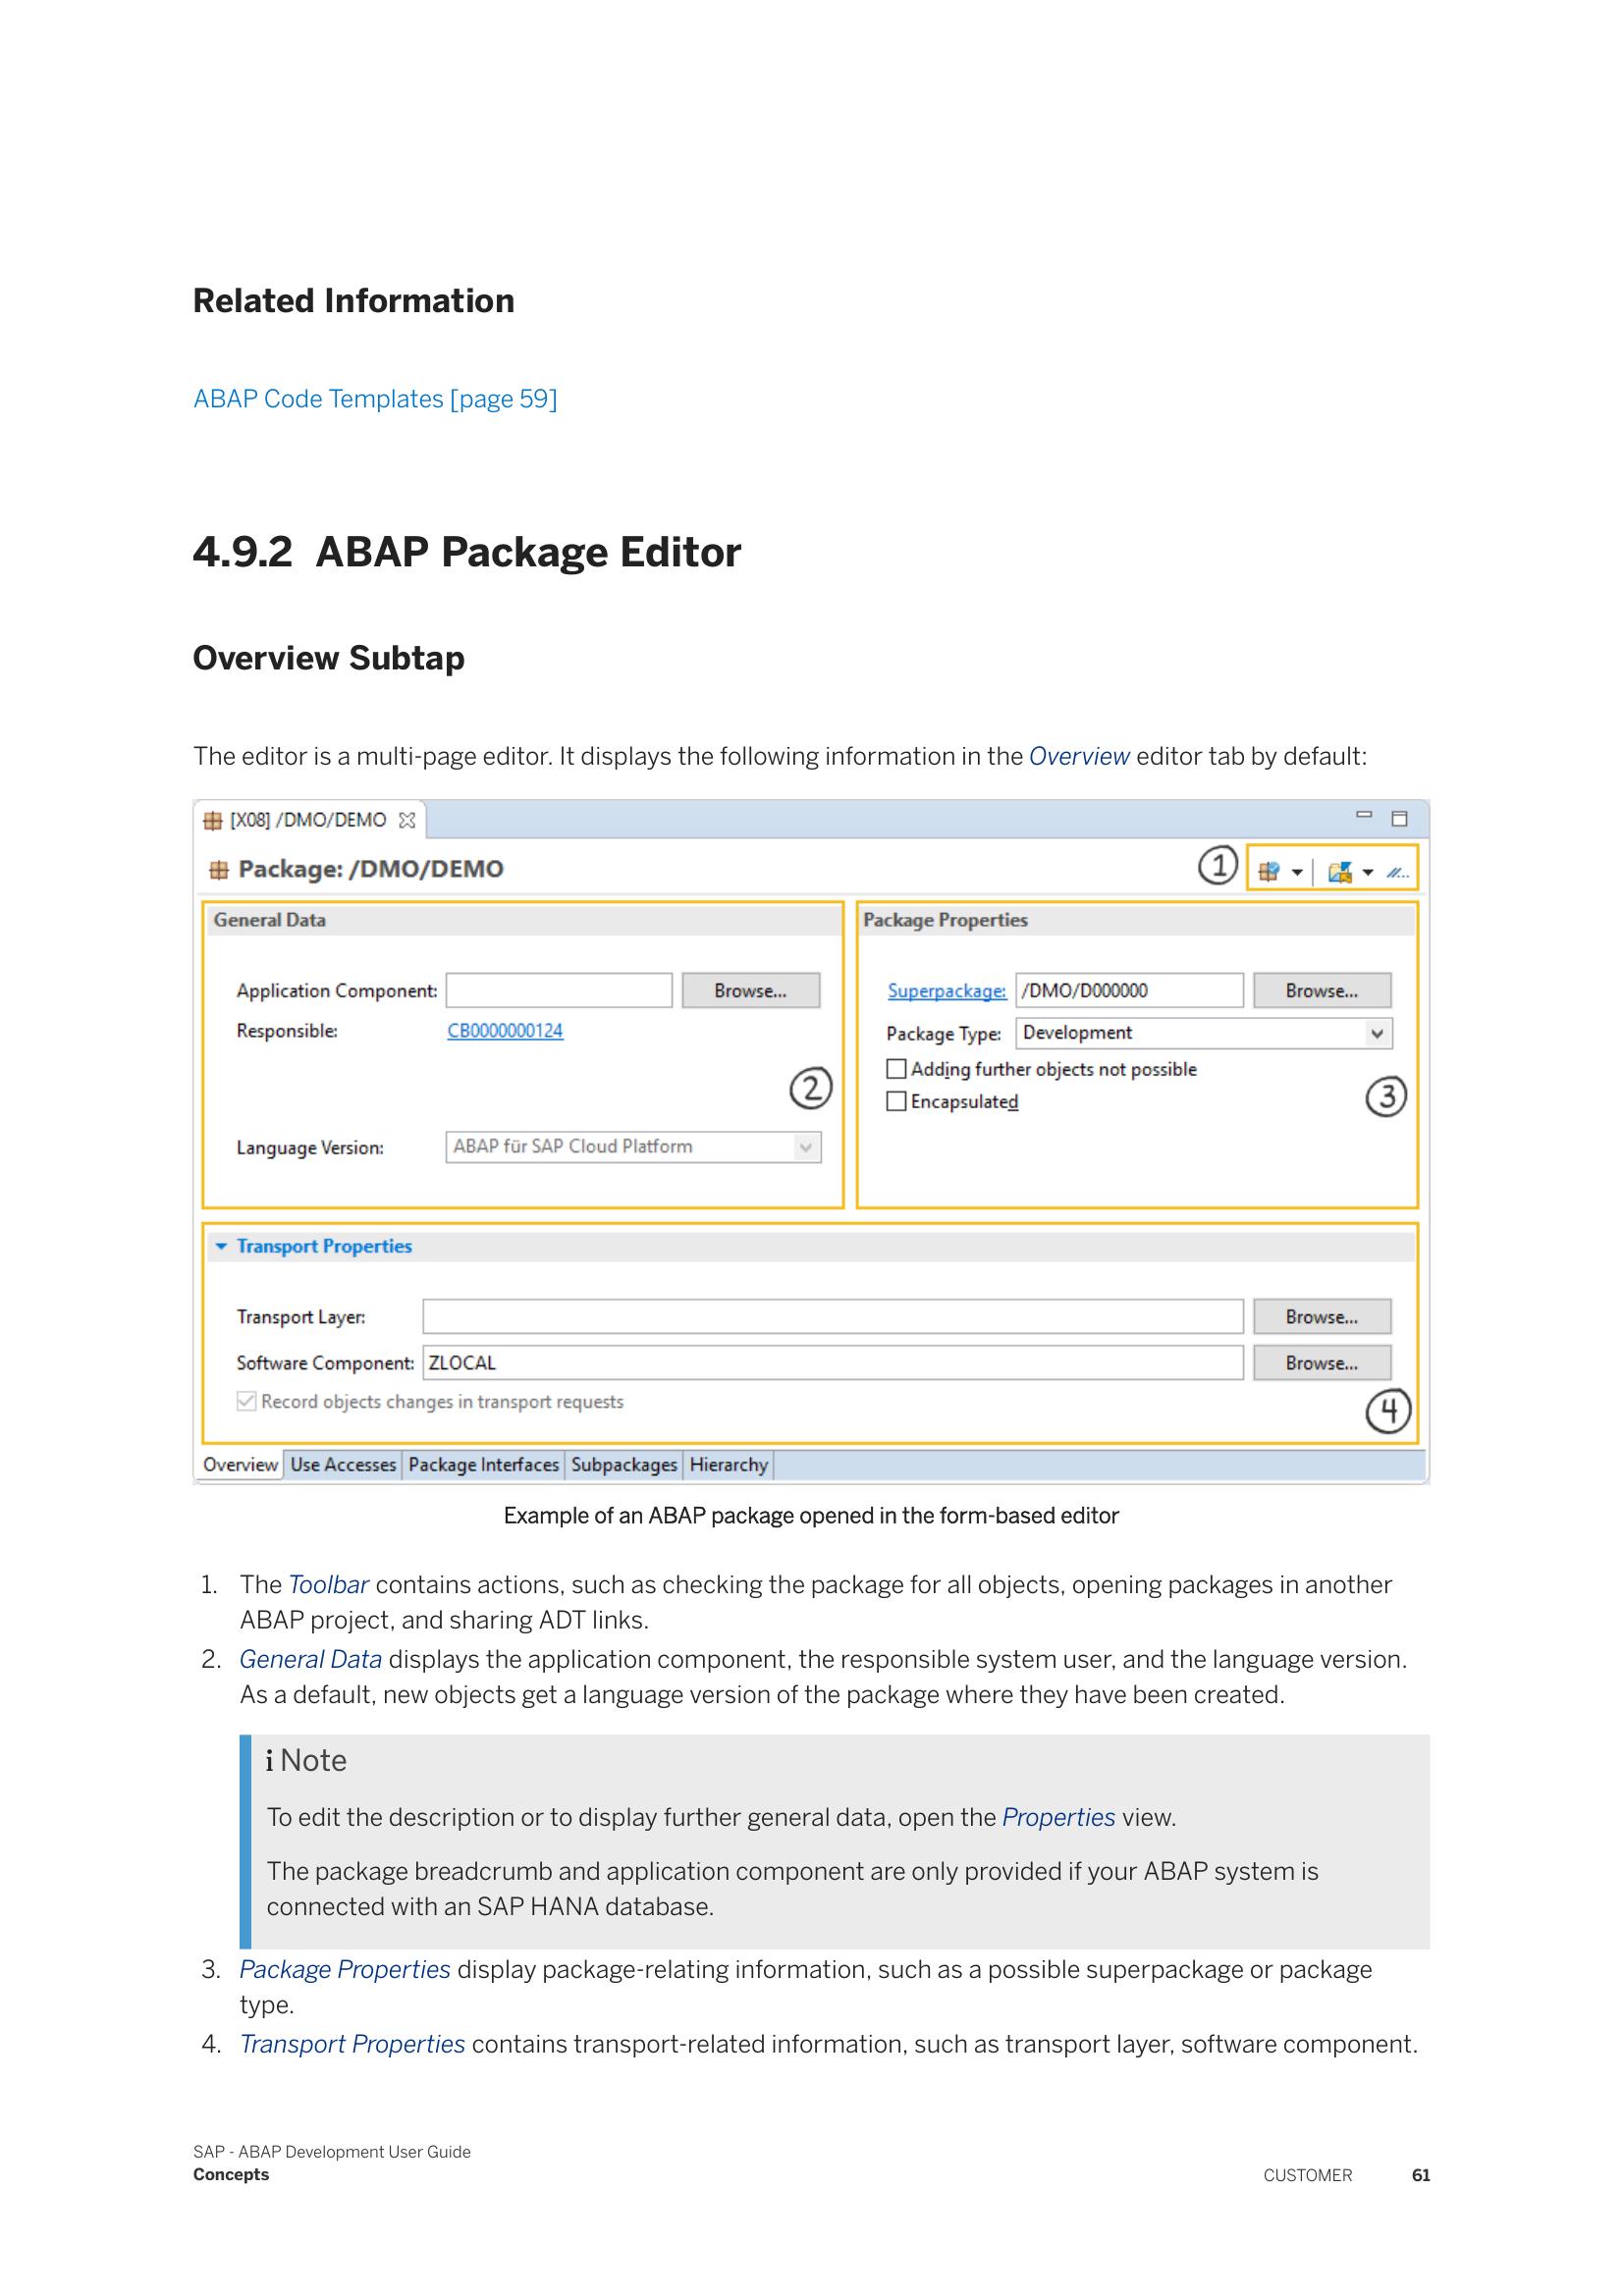 Related Information
ABAP Code Templates [page 59]
4.9.2 ABAP Package Editor
Overview Subtap
The editor is a multi-page editor. It displays the following information in the Overview editor tab by default:
[X08] /DMO/DEMO
Package: /DMO/DEMO
1
General Data
Application Component: Browse...
Responsible: CB0000000124
2
Language Version: ABAP für SAP Cloud Platform
Package Properties
Superpackage: /DMO/D000000 Browse...
Package Type: Development
Adding further objects not possible
Encapsulated
3
Transport Properties
Transport Layer: Browse...
Software Component: ZLOCAL Browse...
Record objects changes in transport requests
4
Overview Use Accesses Package Interfaces Subpackages Hierarchy
Example of an ABAP package opened in the form-based editor
1. The Toolbar contains actions, such as checking the package for all objects, opening packages in another
ABAP project, and sharing ADT links.
2. General Data displays the application component, the responsible system user, and the language version.
As a default, new objects get a language version of the package where they have been created.
i Note
To edit the description or to display further general data, open the Properties view.
The package breadcrumb and application component are only provided if your ABAP system is
connected with an SAP HANA database.
3. Package Properties display package-relating information, such as a possible superpackage or package
type.
4. Transport Properties contains transport-related information, such as transport layer, software component.
SAP - ABAP Development User Guide
Concepts
CUSTOMER 61